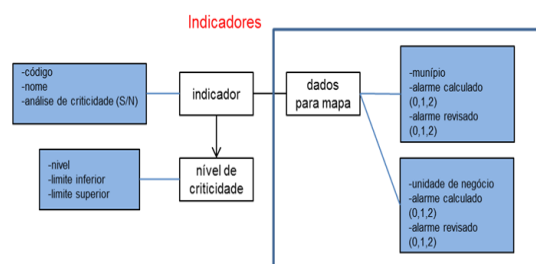 Indicadores
-código
-nome
-análise de criticidade (S/N)
indicador
dados
para mapa
-munípio
-alarme calculado
(0,1,2)
-alarme revisado
(0,1,2)
-nivel
-limite inferior
-limite superior
nível de
criticidade
-unidade de negócio
-alarme calculado
(0,1,2)
-alarme revisado
(0,1,2)